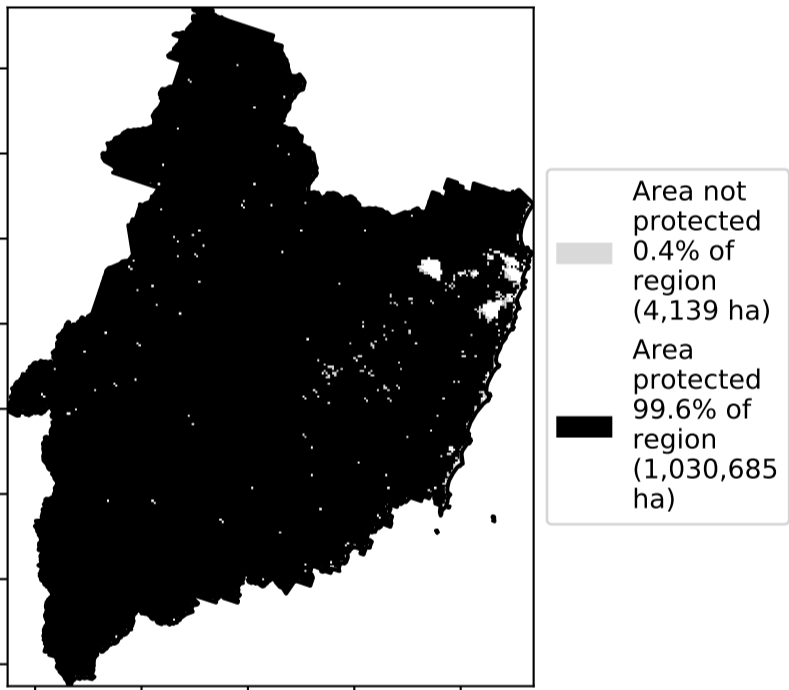 Area not
protected
0.4% of
region
(4,139 ha)
Area
protected
99.6% of
region
(1,030,685
ha)